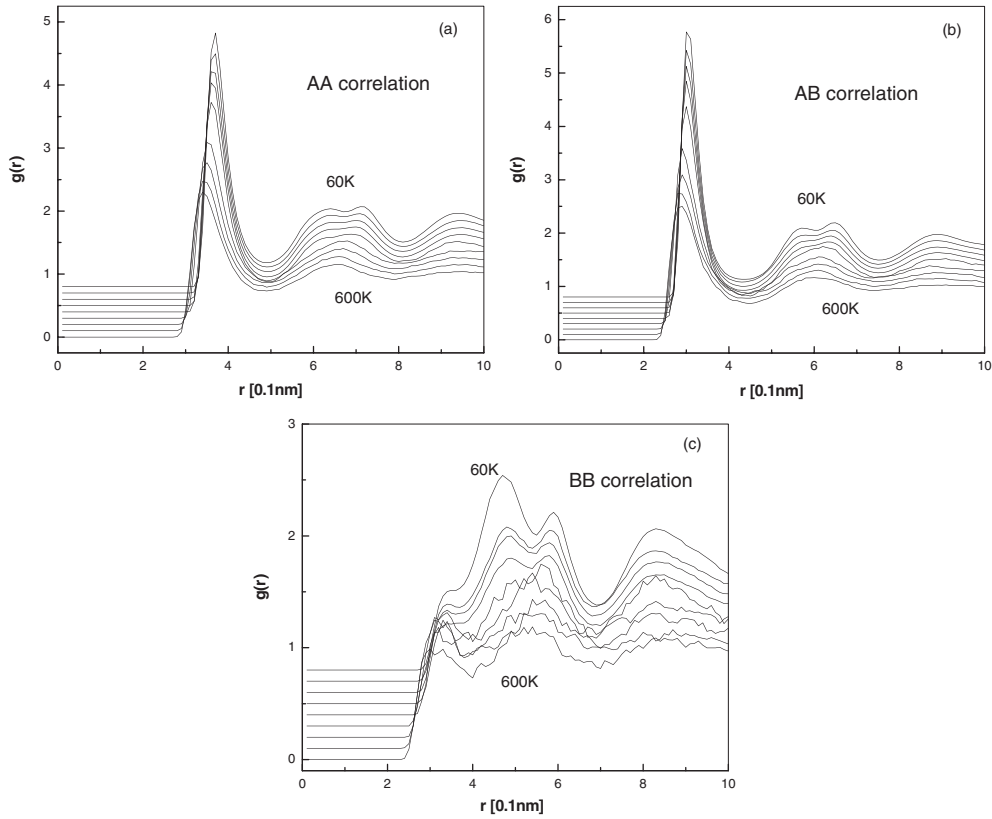 (a)
AA correlation
60K
600K
g(r)
5
4
3
2
1
0
0 2 4 6 8 10
r [0.1nm]
(b)
AB correlation
60K
600K
g(r)
6
5
4
3
2
1
0
0 2 4 6 8 10
r [0.1nm]
(c)
BB correlation
60K
600K
g(r)
3
2
1
0
0 2 4 6 8 10
r [0.1nm]